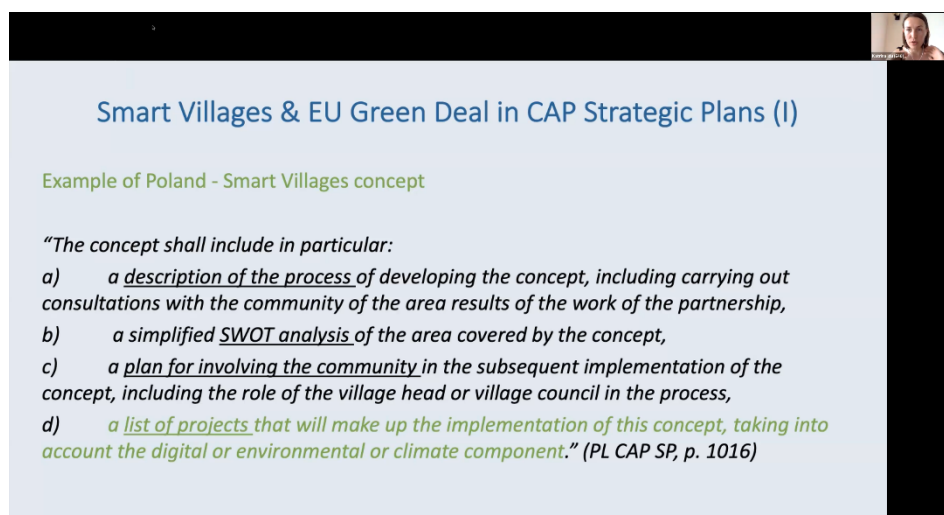 Smart Villages & EU Green Deal in CAP Strategic Plans (I)
Example of Poland - Smart Villages concept
“The concept shall include in particular:
a) a description of the process of developing the concept, including carrying out
consultations with the community of the area results of the work of the partnership,
b) a simplified SWOT analysis of the area covered by the concept,
c) a plan for involving the community in the subsequent implementation of the
concept, including the role of the village head or village council in the process,
d) a list of projects that will make up the implementation of this concept, taking into
account the digital or environmental or climate component.” (PL CAP SP, p. 1016)